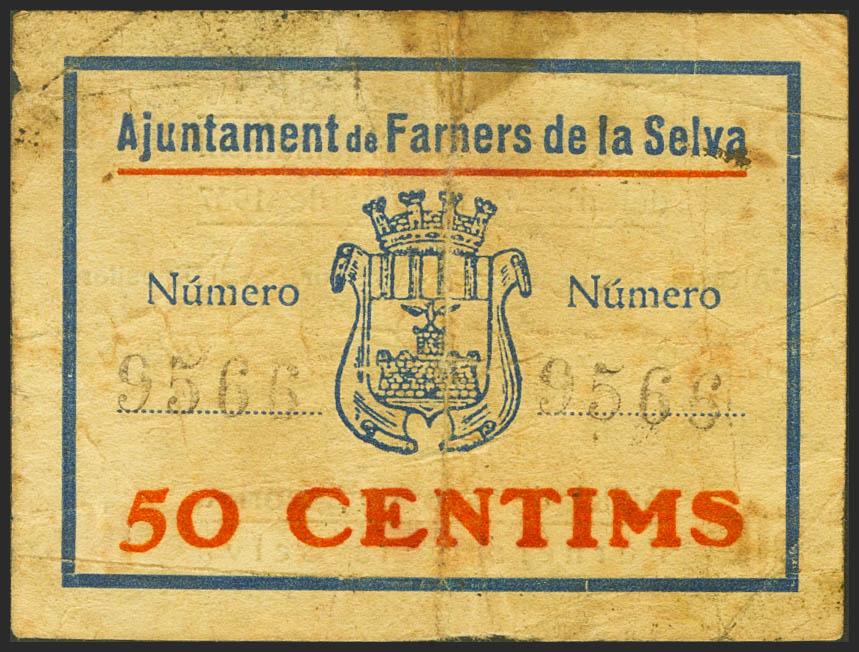 Ajuntament de Farners de la Selva
Número Número
9566 9566
50 CENTIMS